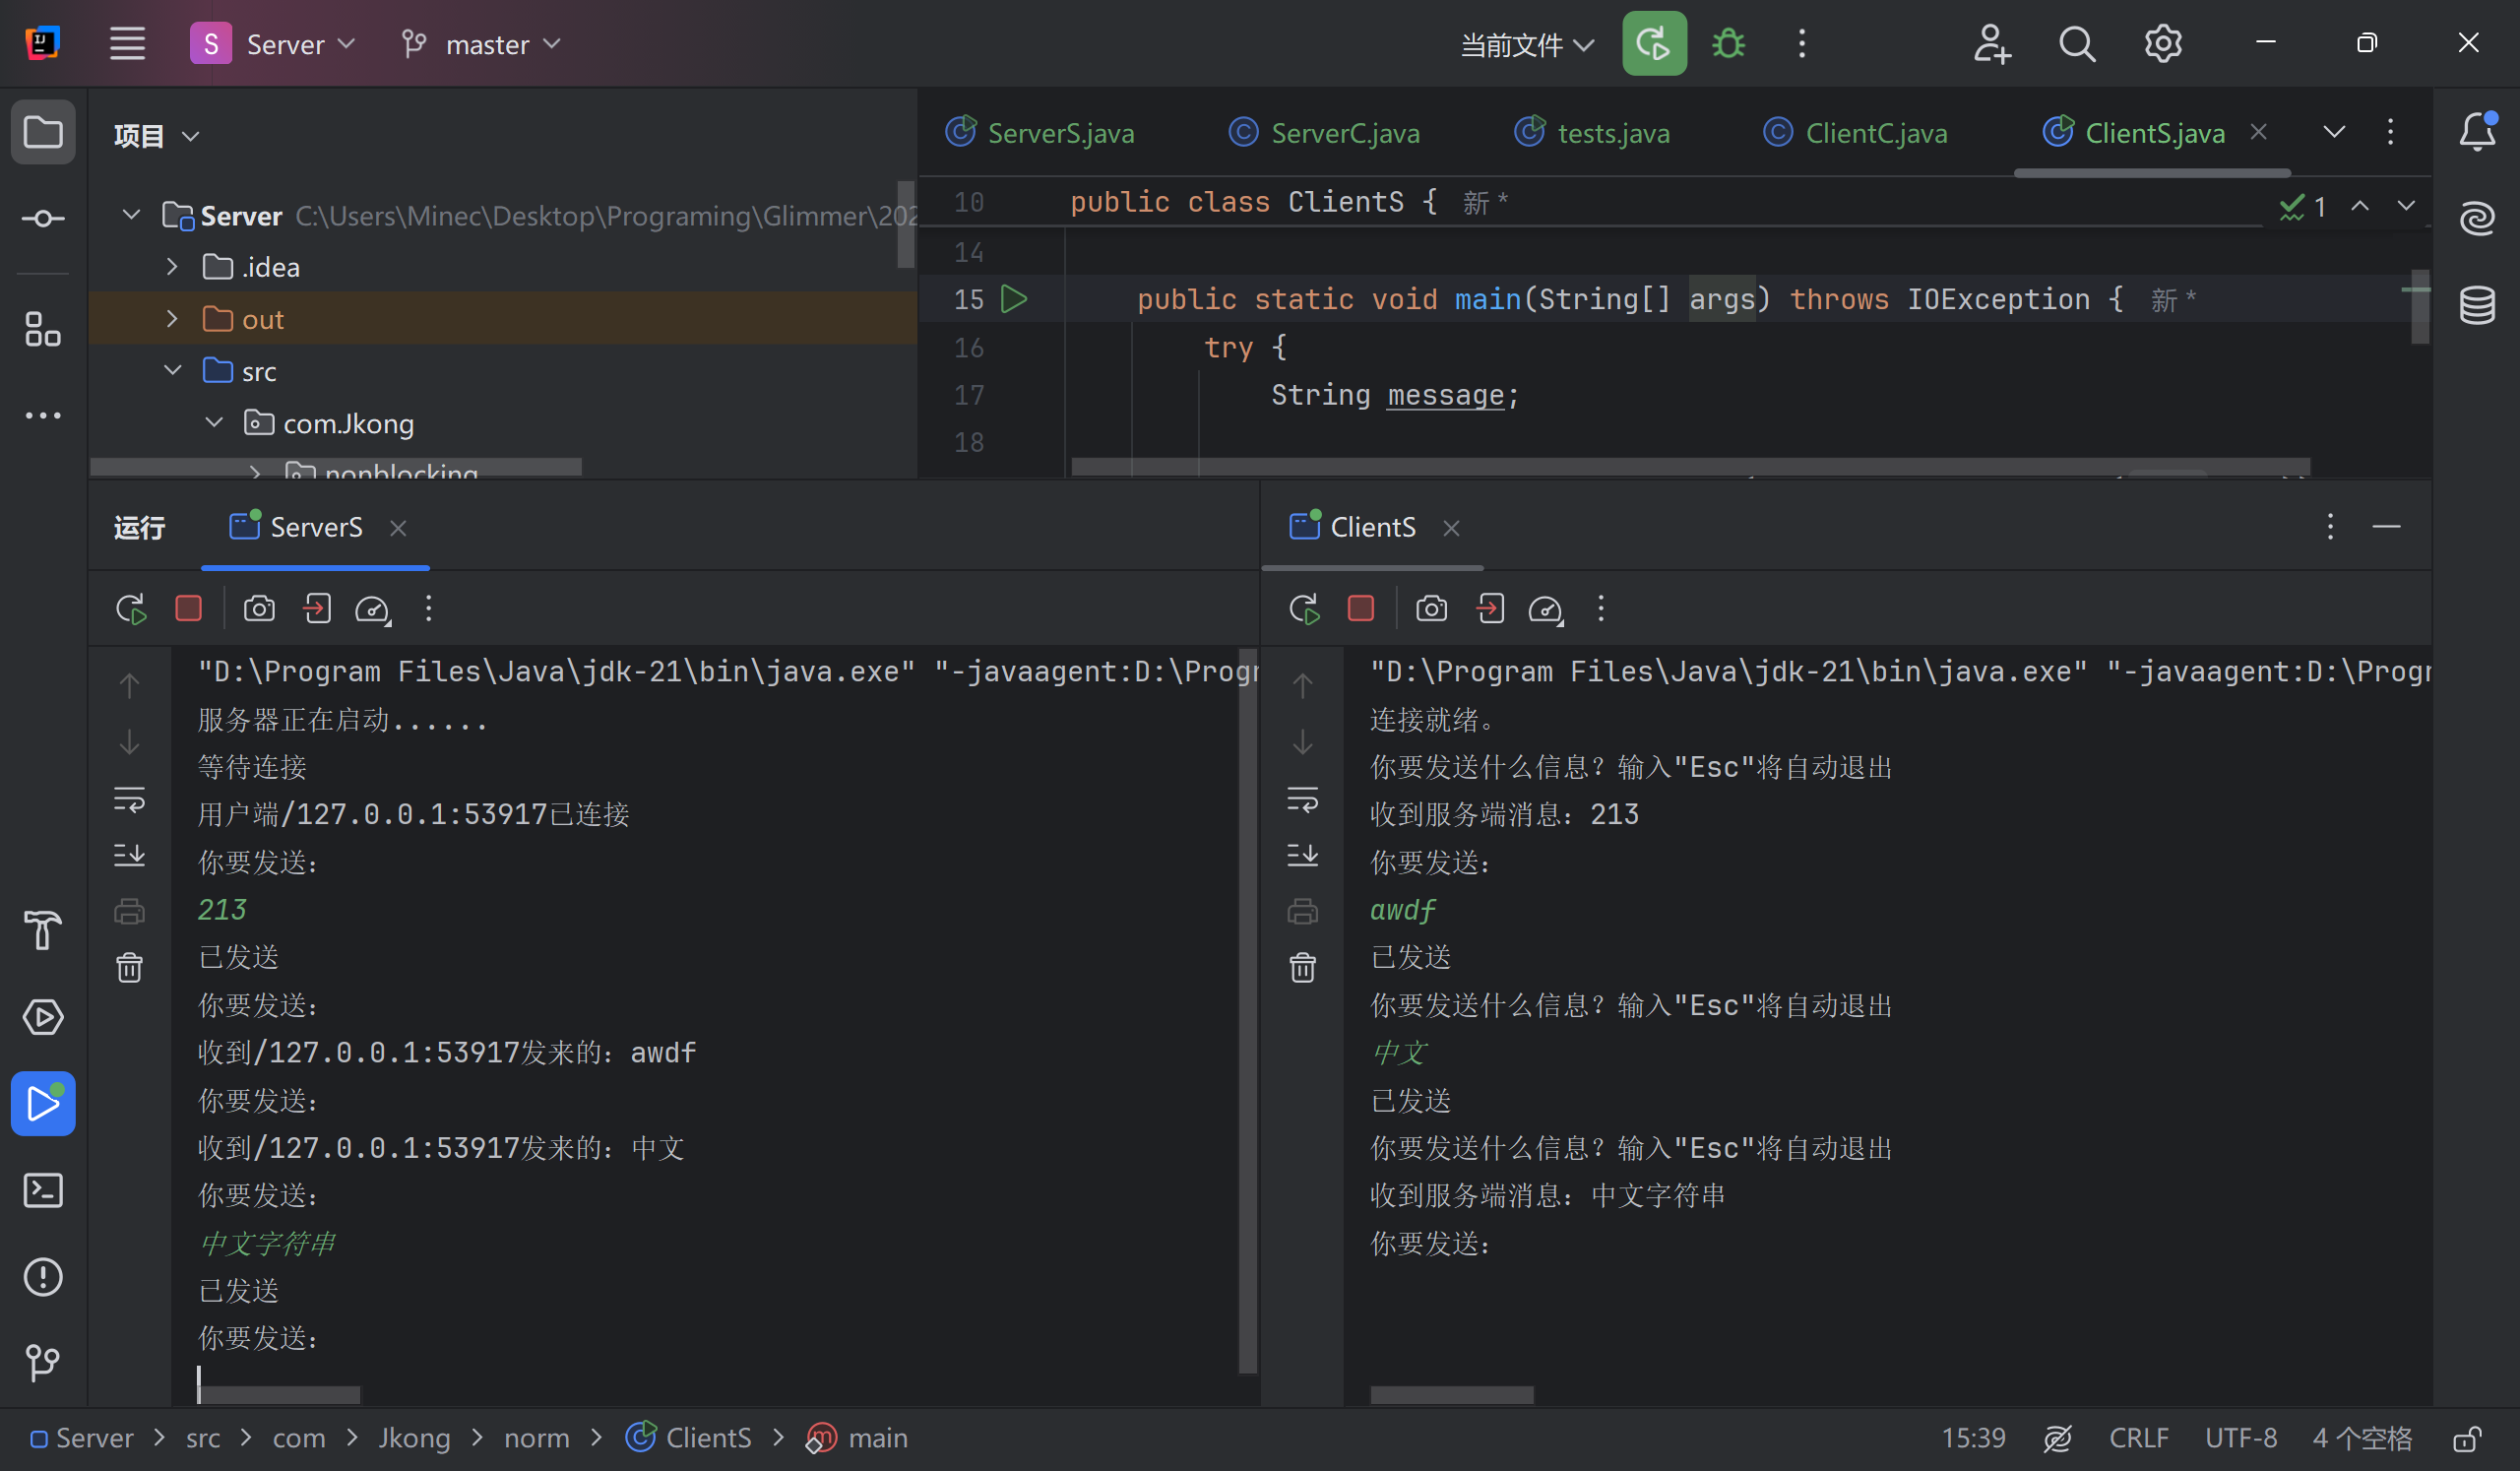 S Server master 当前文件
项目
Server C:\Users\Minec\Desktop\Programing\Glimmer\202
.idea
out
src
com.Jkong
nonblocking
ServerS.java ServerC.java tests.java ClientC.java ClientS.java
10 public class ClientS { 新 *
1
14
15 public static void main(String[] args) throws IOException { 新 *
16 try {
17 String message;
18
运行 ServerS
"D:\Program Files\Java\jdk-21\bin\java.exe" "-javaagent:D:\Progr
服务器正在启动......
等待连接
用户端/127.0.0.1:53917已连接
你要发送：
213
已发送
你要发送：
收到/127.0.0.1:53917发来的：awdf
你要发送：
收到/127.0.0.1:53917发来的：中文
你要发送：
中文字符串
已发送
你要发送：
ClientS
"D:\Program Files\Java\jdk-21\bin\java.exe" "-javaagent:D:\Progr
连接就绪。
你要发送什么信息？输入"Esc"将自动退出
收到服务端消息：213
你要发送：
awdf
已发送
你要发送什么信息？输入"Esc"将自动退出
中文
已发送
你要发送什么信息？输入"Esc"将自动退出
收到服务端消息：中文字符串
你要发送：
Server > src > com > Jkong > norm > ClientS > main
15:39 CRLF UTF-8 4 个空格